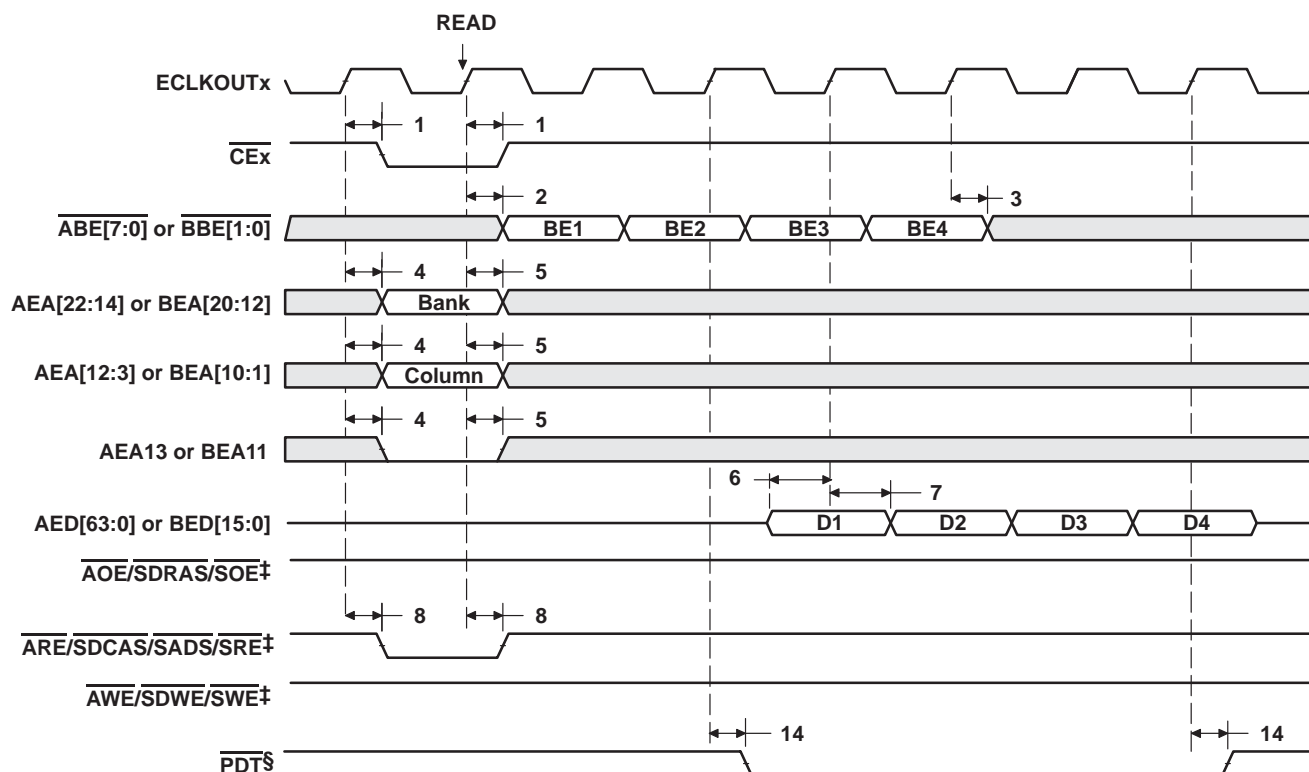 READ
ECLKOUTx
1 1
CEx
2 3
ABE[7:0] or BBE[1:0] BE1 BE2 BE3 BE4
4 5
AEA[22:14] or BEA[20:12] Bank
4 5
AEA[12:3] or BEA[10:1] Column
4 5
AEA13 or BEA11
6 7
AED[63:0] or BED[15:0] D1 D2 D3 D4
AOE/SDRAS/SOE‡
8 8
ARE/SDCAS/SADS/SRE‡
AWE/SDWE/SWE‡
14 14
PDT§